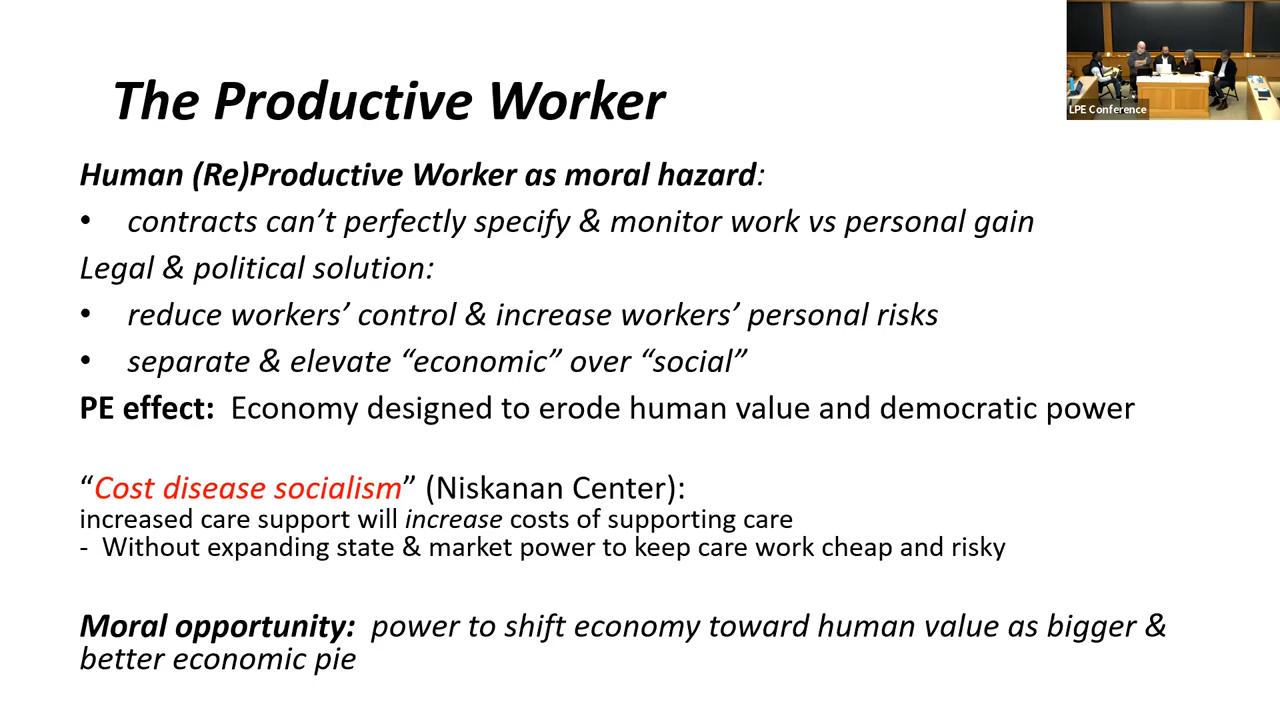 The Productive Worker
LPE Conference
Human (Re)Productive Worker as moral hazard:
• contracts can’t perfectly specify & monitor work vs personal gain
Legal & political solution:
• reduce workers’ control & increase workers’ personal risks
• separate & elevate “economic” over “social”
PE effect: Economy designed to erode human value and democratic power
“Cost disease socialism” (Niskanan Center):
increased care support will increase costs of supporting care
- Without expanding state & market power to keep care work cheap and risky
Moral opportunity: power to shift economy toward human value as bigger &
better economic pie